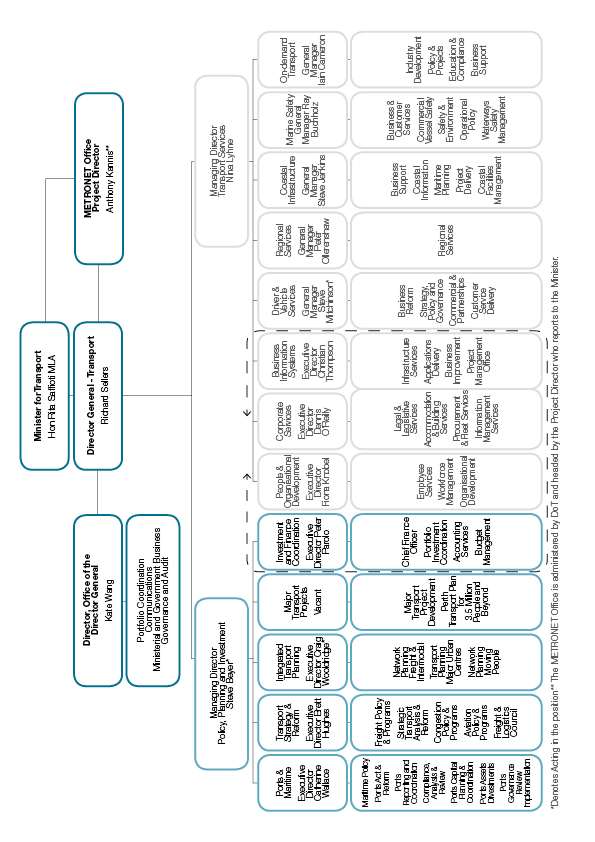 Minister for Transport
Hon Rita Saffioti MLA
METRONET Office
Project Director
Anthony Kannis**
Director General - Transport
Richard Sellers
Director, Office of the
Director General
Kate Wang
Portfolio Coordination
Communications
Ministerial and Government Business
Governance and Audit
Managing Director
Policy, Planning and Investment
Steve Beyer*
Managing Director
Transport Services
Nina Lyhne
Ports &
Maritime
Executive
Director
Catherine
Wallace
Maritime Policy
Ports Act &
Reform
Ports
Reporting and
Coordination
Compliance,
Analysis &
Review
Ports Capital
Planning &
Coordination
Ports Assets
Divestments
Ports
Governance
Review
Implementation
Transport
Strategy &
Reform
Executive
Director Brett
Hughes
Freight Policy
& Programs
Strategic
Transport
Analysis &
Reform
Congestion
Policy &
Programs
Aviation
Policy &
Programs
Freight &
Logistics
Council
Integrated
Transport
Planning
Executive
Director Craig
Wooldridge*
Network
Planning
Freight &
Intermodal
Transport
Planning
Major Urban
Centres
Network
Planning
Moving
People
Major
Transport
Projects
Vacant
Major
Transport
Project
Development
Perth
Transport Plan
for
3.5 Million
People and
Beyond
Investment
and Finance
Coordination
Executive
Director Peter
Parolo
Chief Finance
Officer
Portfolio
Investment
Coordination
Accounting
Services
Budget
Management
People &
Organisational
Development
Executive
Director
Rona Krnobel
Employee
Services
Workforce
Management
Organisational
Development
Corporate
Services
Executive
Director
Dennis
O'Reilly
Legal &
Legislative
Services
Accommodation
& Building
Services
Procurement
& Fleet Services
Information
Management
Services
Business
Information
Systems
Executive
Director
Christian
Thompson
Infrastructure
Services
Applications
Delivery
Business
Improvement
Project
Management
Office
Driver &
Vehicle
Services
General
Manager
Steve
Mitchinson*
Business
Reform
Strategy,
Policy and
Governance
Commercial &
Partnerships
Customer
Service
Delivery
Regional
Services
General
Manager
Peter
Ollerenshaw
Regional
Services
Coastal
Infrastructure
General
Manager
Steve Jenkins
Business
Support
Coastal
Information
Maritime
Planning
Project
Delivery
Coastal
Facilities
Management
Marine Safety
General
Manager Ray
Buchholz
Business &
Customer
Services
Commercial
Vessel Safety
Safety &
Environment
Operational
Policy
Waterways
Safety
Management
On-demand
Transport
General
Manager
Iain Cameron
Industry
Development
Policy &
Projects
Education &
Compliance
Business
Support
*Denotes Acting in the position** The METRONET Office is administered by DoT and headed by the Project Director who reports to the Minister.